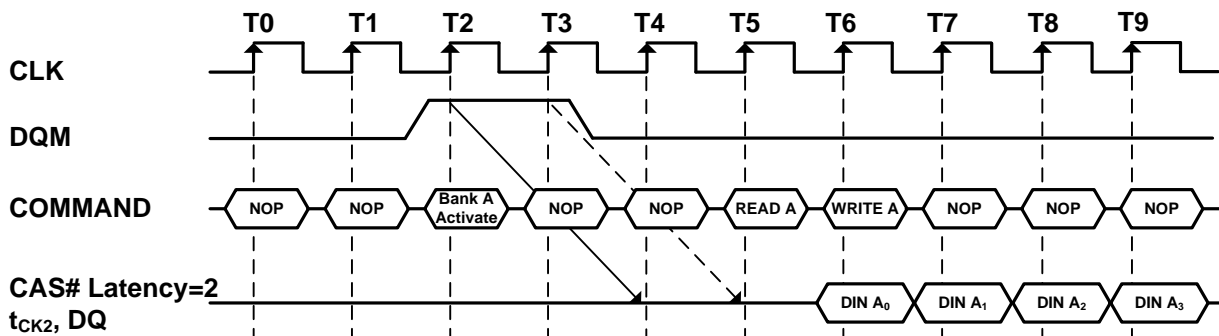 T0 T1 T2 T3 T4 T5 T6 T7 T8 T9
CLK
DQM
COMMAND NOP NOP Bank A Activate NOP NOP READ A WRITE A NOP NOP NOP
CAS# Latency=2
tCK2, DQ DIN A0 DIN A1 DIN A2 DIN A3